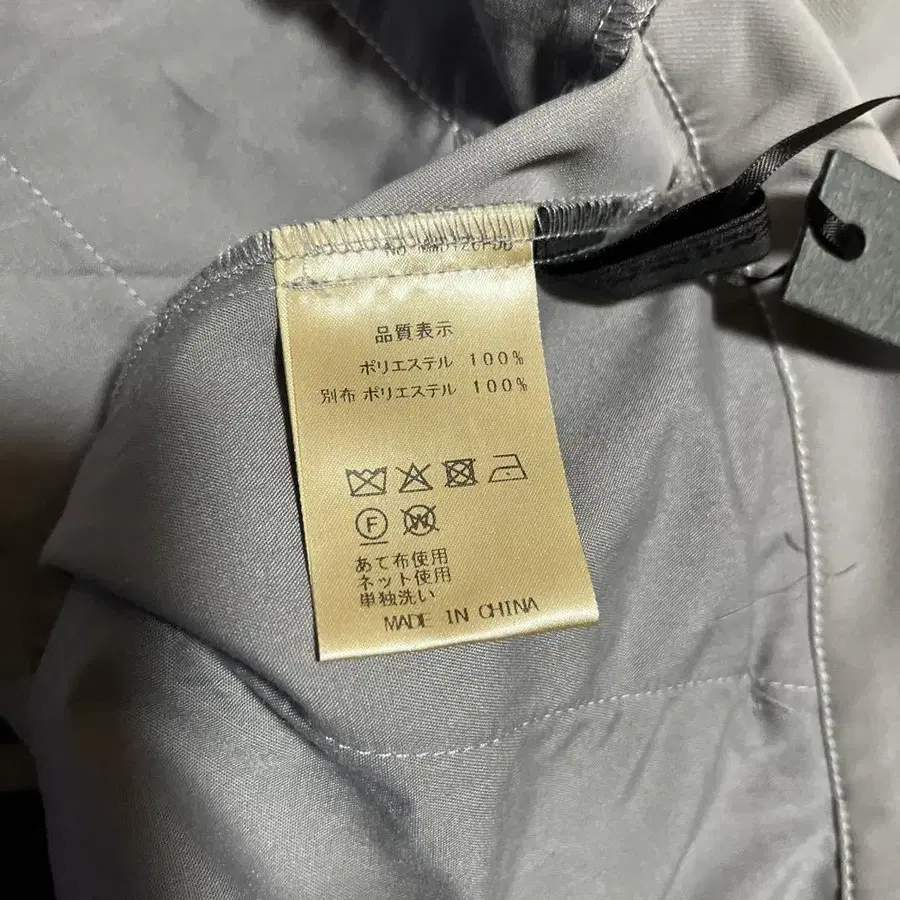 品質表示
ポリエステル 100%
別布 ポリエステル 100%
F
W
あて布使用
ネット使用
単独洗い
MADE IN CHINA